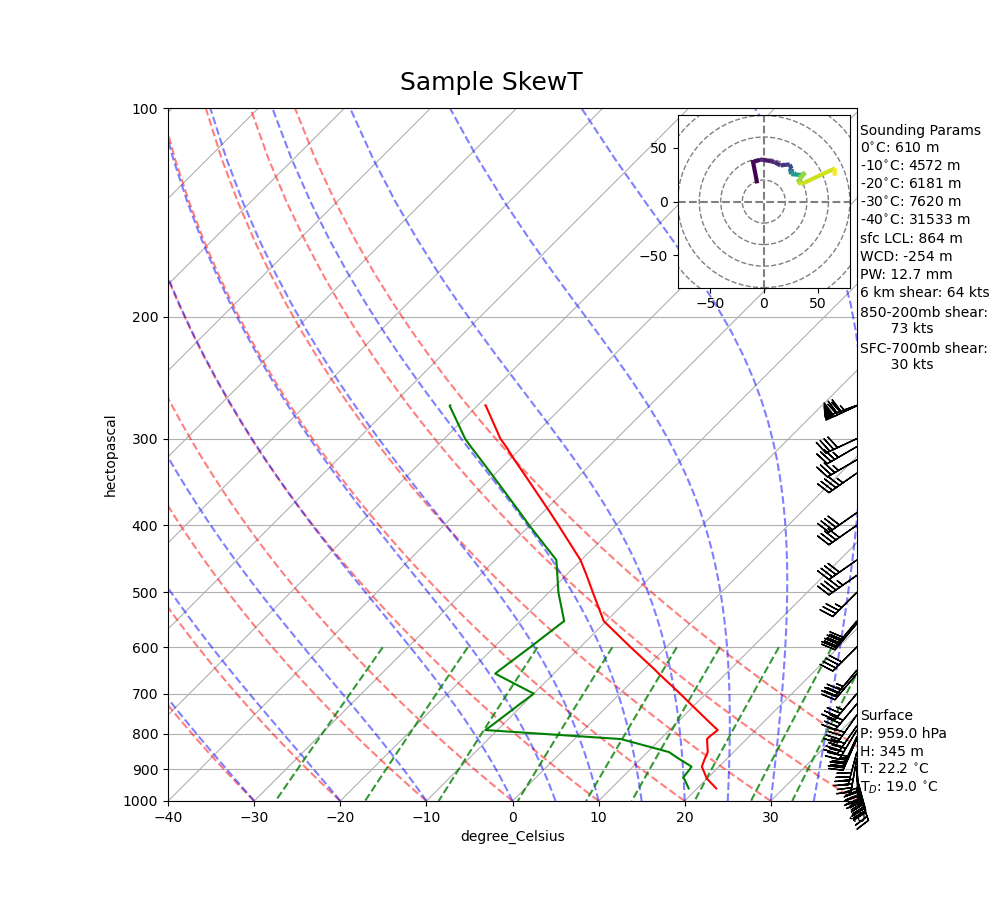 Sample SkewT
100
200
300
400
500
600
700
800
900
1000
hectopascal
−40
−30
−20
−10
0
10
20
30
degree_Celsius
50
0
−50
−50
0
50
Sounding Params
0˚C: 610 m
-10˚C: 4572 m
-20˚C: 6181 m
-30˚C: 7620 m
-40˚C: 31533 m
sfc LCL: 864 m
WCD: -254 m
PW: 12.7 mm
6 km shear: 64 kts
850-200mb shear:
73 kts
SFC-700mb shear:
30 kts
Surface
P: 959.0 hPa
H: 345 m
T: 22.2 ˚C
T_D: 19.0 ˚C